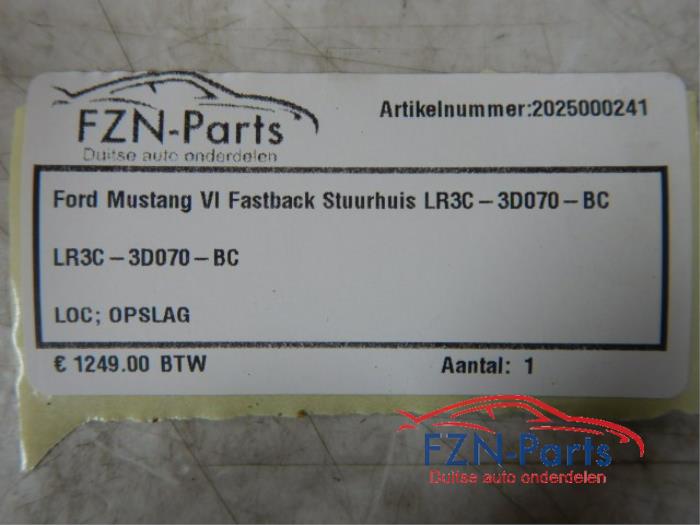 FZN-Parts
Duitse auto onderdelen
Artikelnummer:2025000241
Ford Mustang VI Fastback Stuurhuis LR3C-3D070-BC
LR3C-3D070-BC
LOC; OPSLAG
€ 1249.00 BTW
Aantal: 1
FZN-Parts
Duitse auto onderdelen